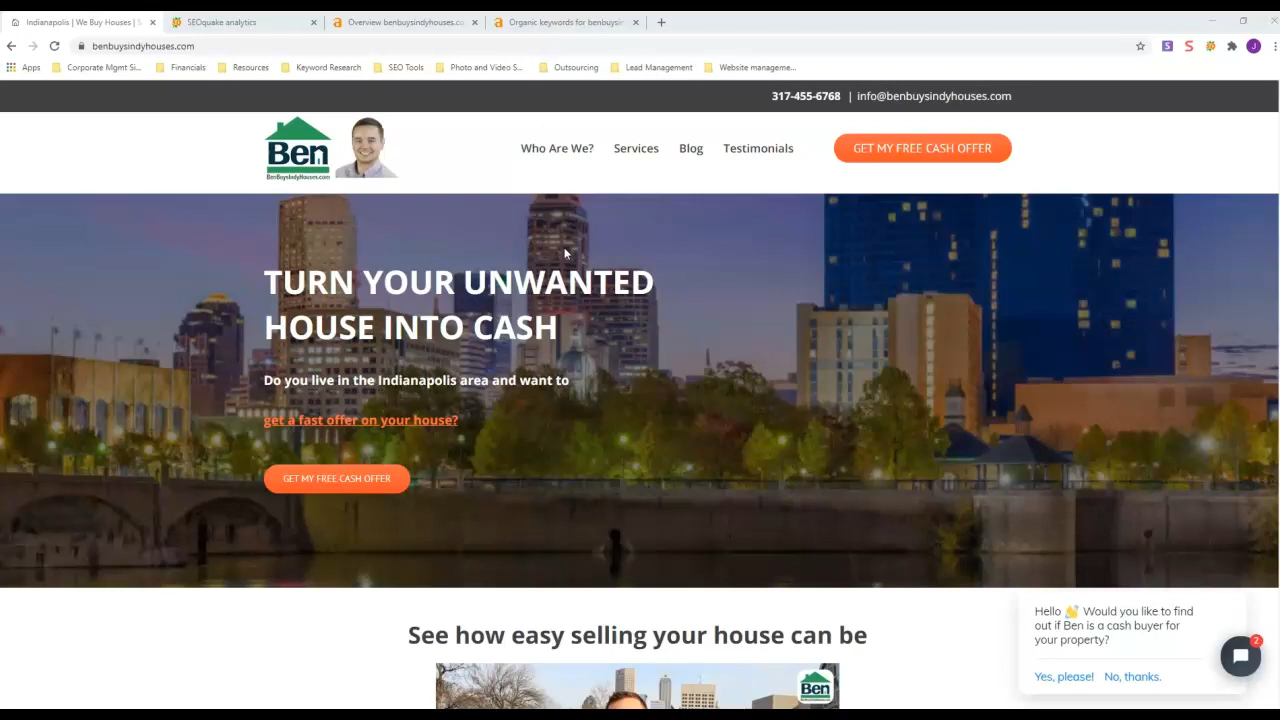 Indianapolis | We Buy Houses | S
SEOquake analytics
Overview benbuysindyhouses.co
Organic keywords for benbuysin
benbuysindyhouses.com
S
S
J
Apps
Corporate Mgmt Si...
Financials
Resources
Keyword Research
SEO Tools
Photo and Video S...
Outsourcing
Lead Management
Website manageme...
317-455-6768 | info@benbuysindyhouses.com
Ben
BenBuysIndyHouses.com
Who Are We?
Services
Blog
Testimonials
GET MY FREE CASH OFFER
TURN YOUR UNWANTED
HOUSE INTO CASH
Do you live in the Indianapolis area and want to
get a fast offer on your house?
GET MY FREE CASH OFFER
See how easy selling your house can be
Ben
Hello 👋 Would you like to find
out if Ben is a cash buyer for
your property?
2
Yes, please! No, thanks.